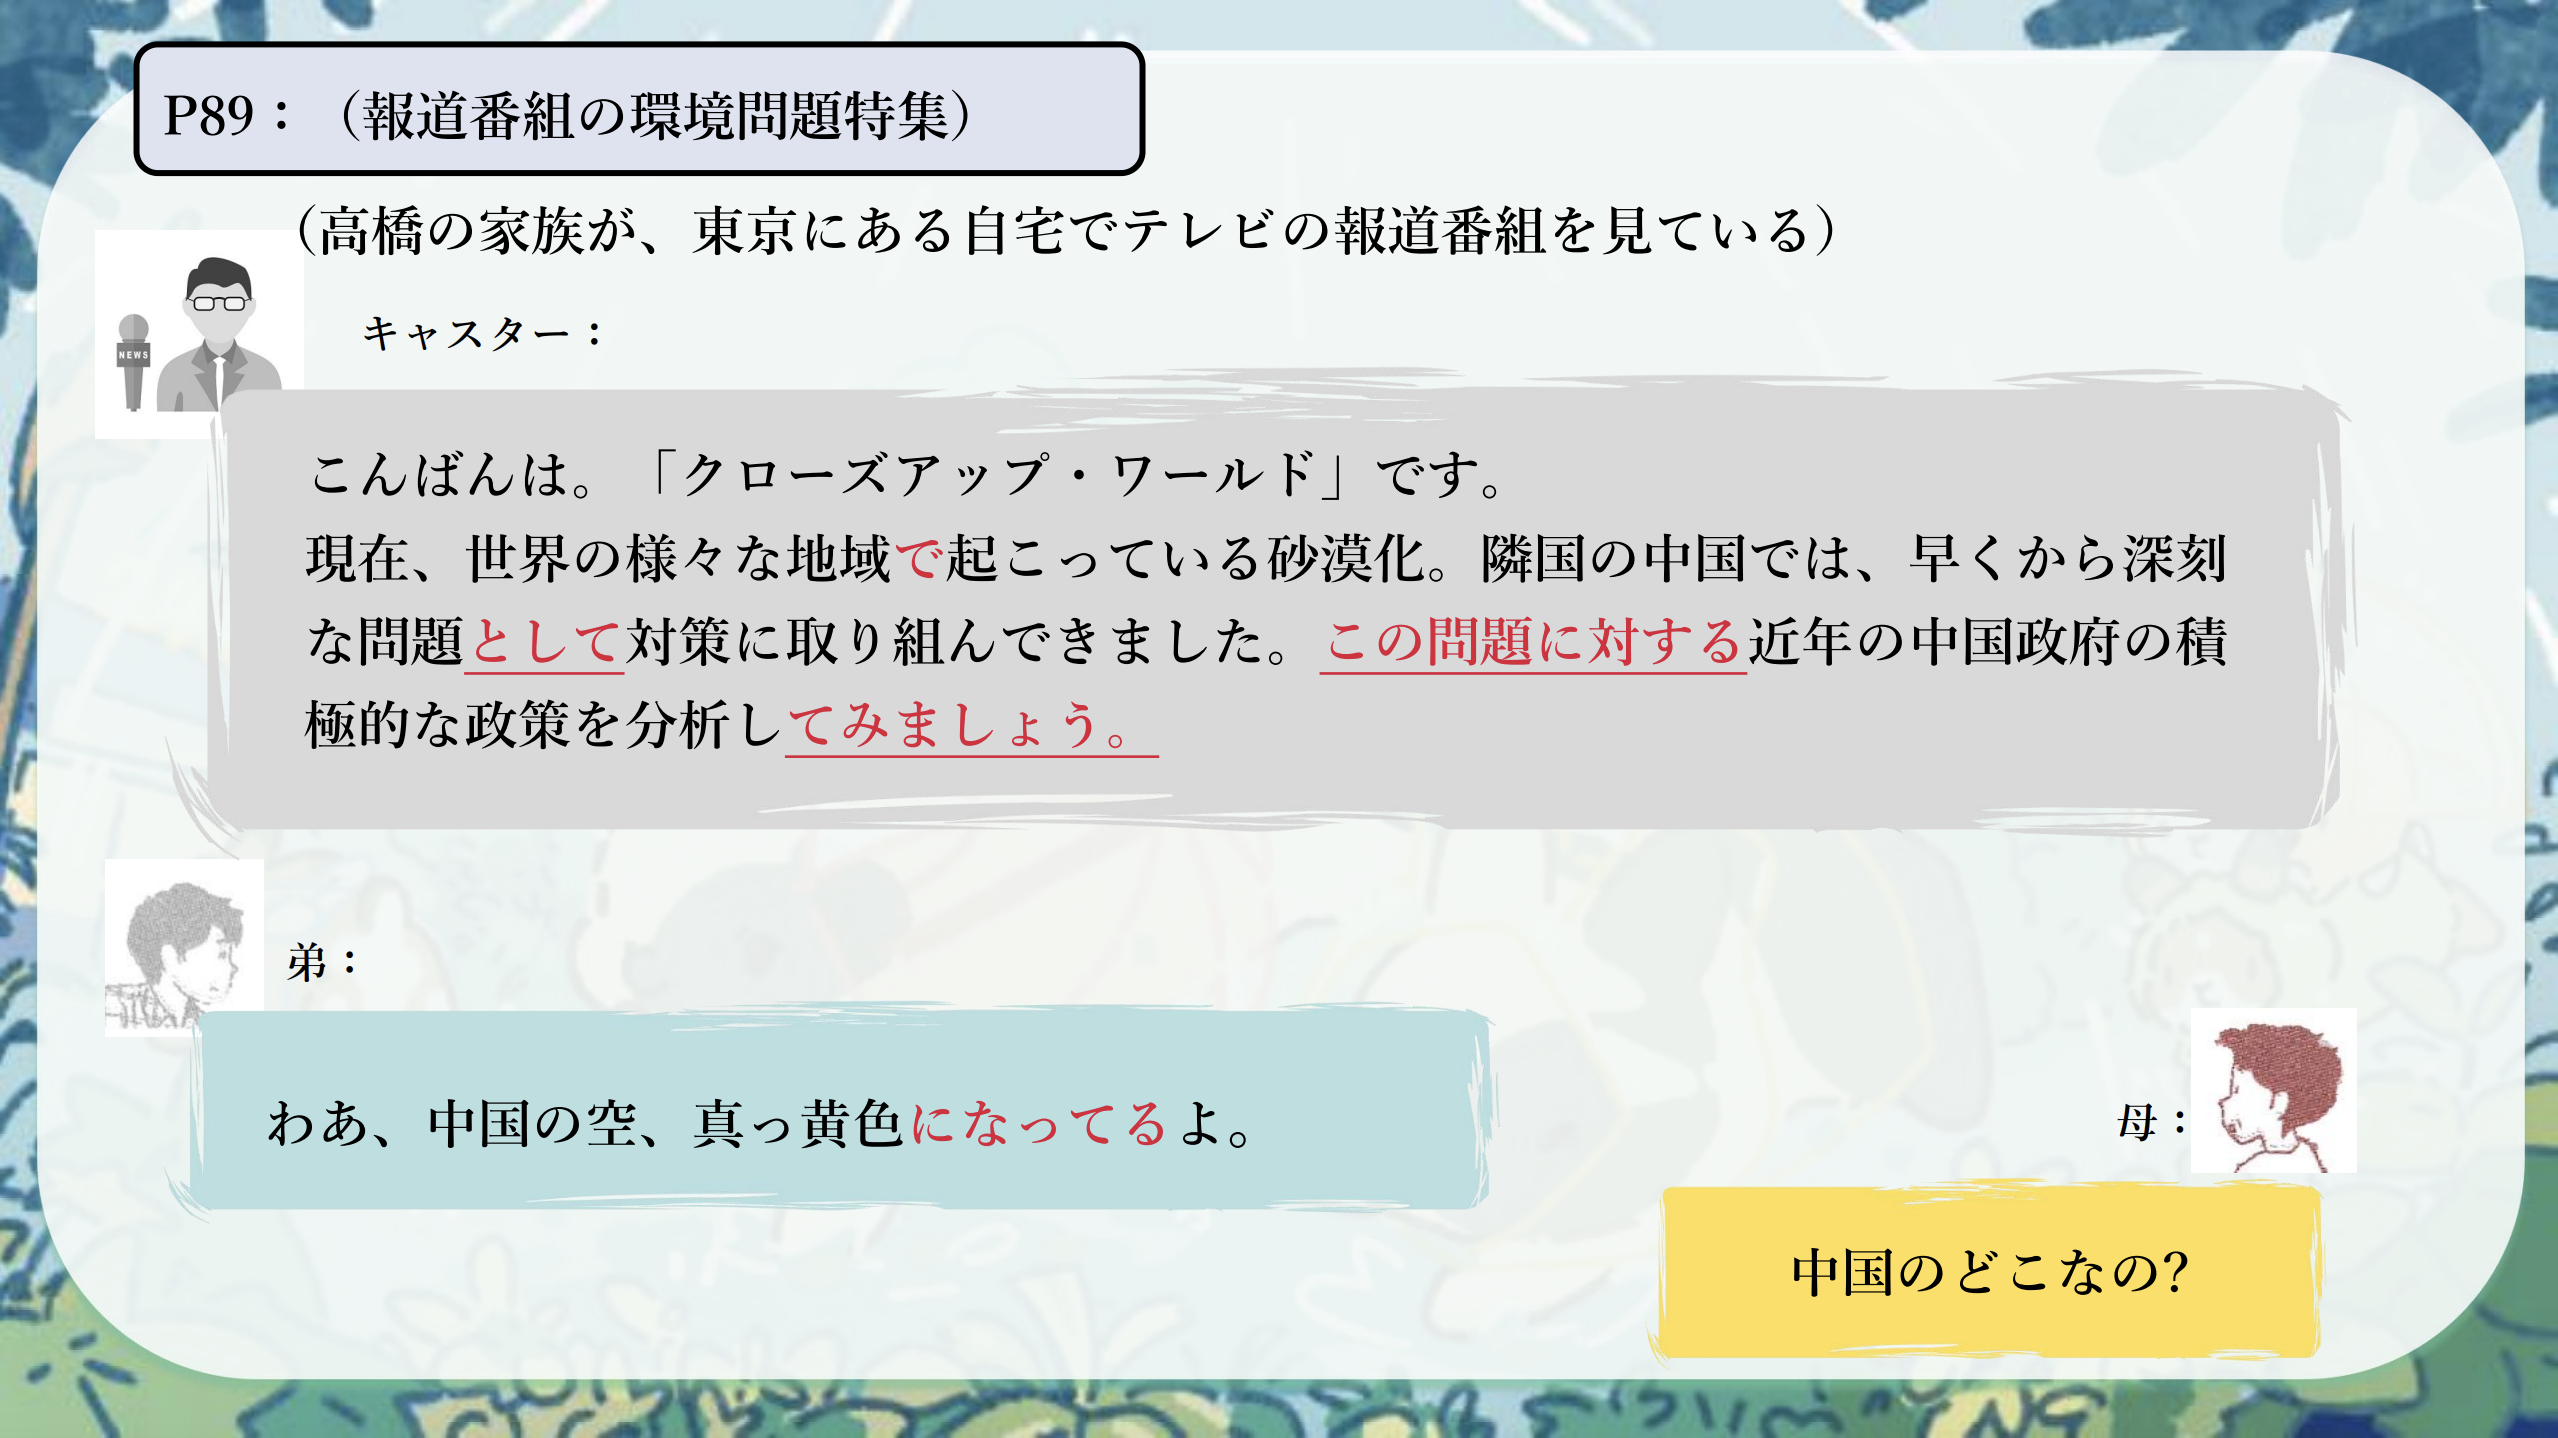 P89：（報道番組の環境問題特集）
（高橋の家族が、東京にある自宅でテレビの報道番組を見ている）
NEWS
キャスター：
こんばんは。「クローズアップ・ワールド」です。
現在、世界の様々な地域で起こっている砂漠化。隣国の中国では、早くから深刻
な問題として対策に取り組んできました。この問題に対する近年の中国政府の積
極的な政策を分析してみましょう。
弟：
わあ、中国の空、真っ黄色になってるよ。
母：
中国のどこなの?